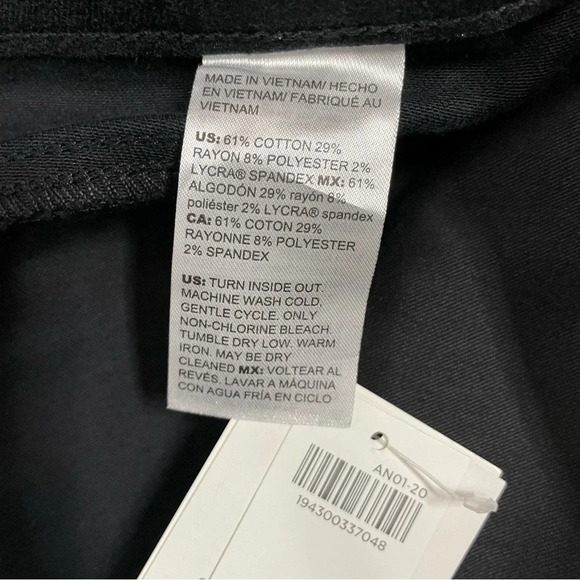 MADE IN VIETNAM/ HECHO
EN VIETNAM/ FABRIQUÉ AU
VIETNAM
US: 61% COTTON 29%
RAYON 8% POLYESTER 2%
LYCRA® SPANDEX MX: 61%
ALGODÓN 29% rayón 8%
poliéster 2% LYCRA® spandex
CA: 61% COTON 29%
RAYONNE 8% POLYESTER
2% SPANDEX
US: TURN INSIDE OUT.
MACHINE WASH COLD.
GENTLE CYCLE. ONLY
NON-CHLORINE BLEACH.
TUMBLE DRY LOW. WARM
IRON. MAY BE DRY
CLEANED MX: VOLTEAR AL
REVÉS. LAVAR A MÁQUINA
CON AGUA FRÍA EN CICLO
AN01-20
194300337048